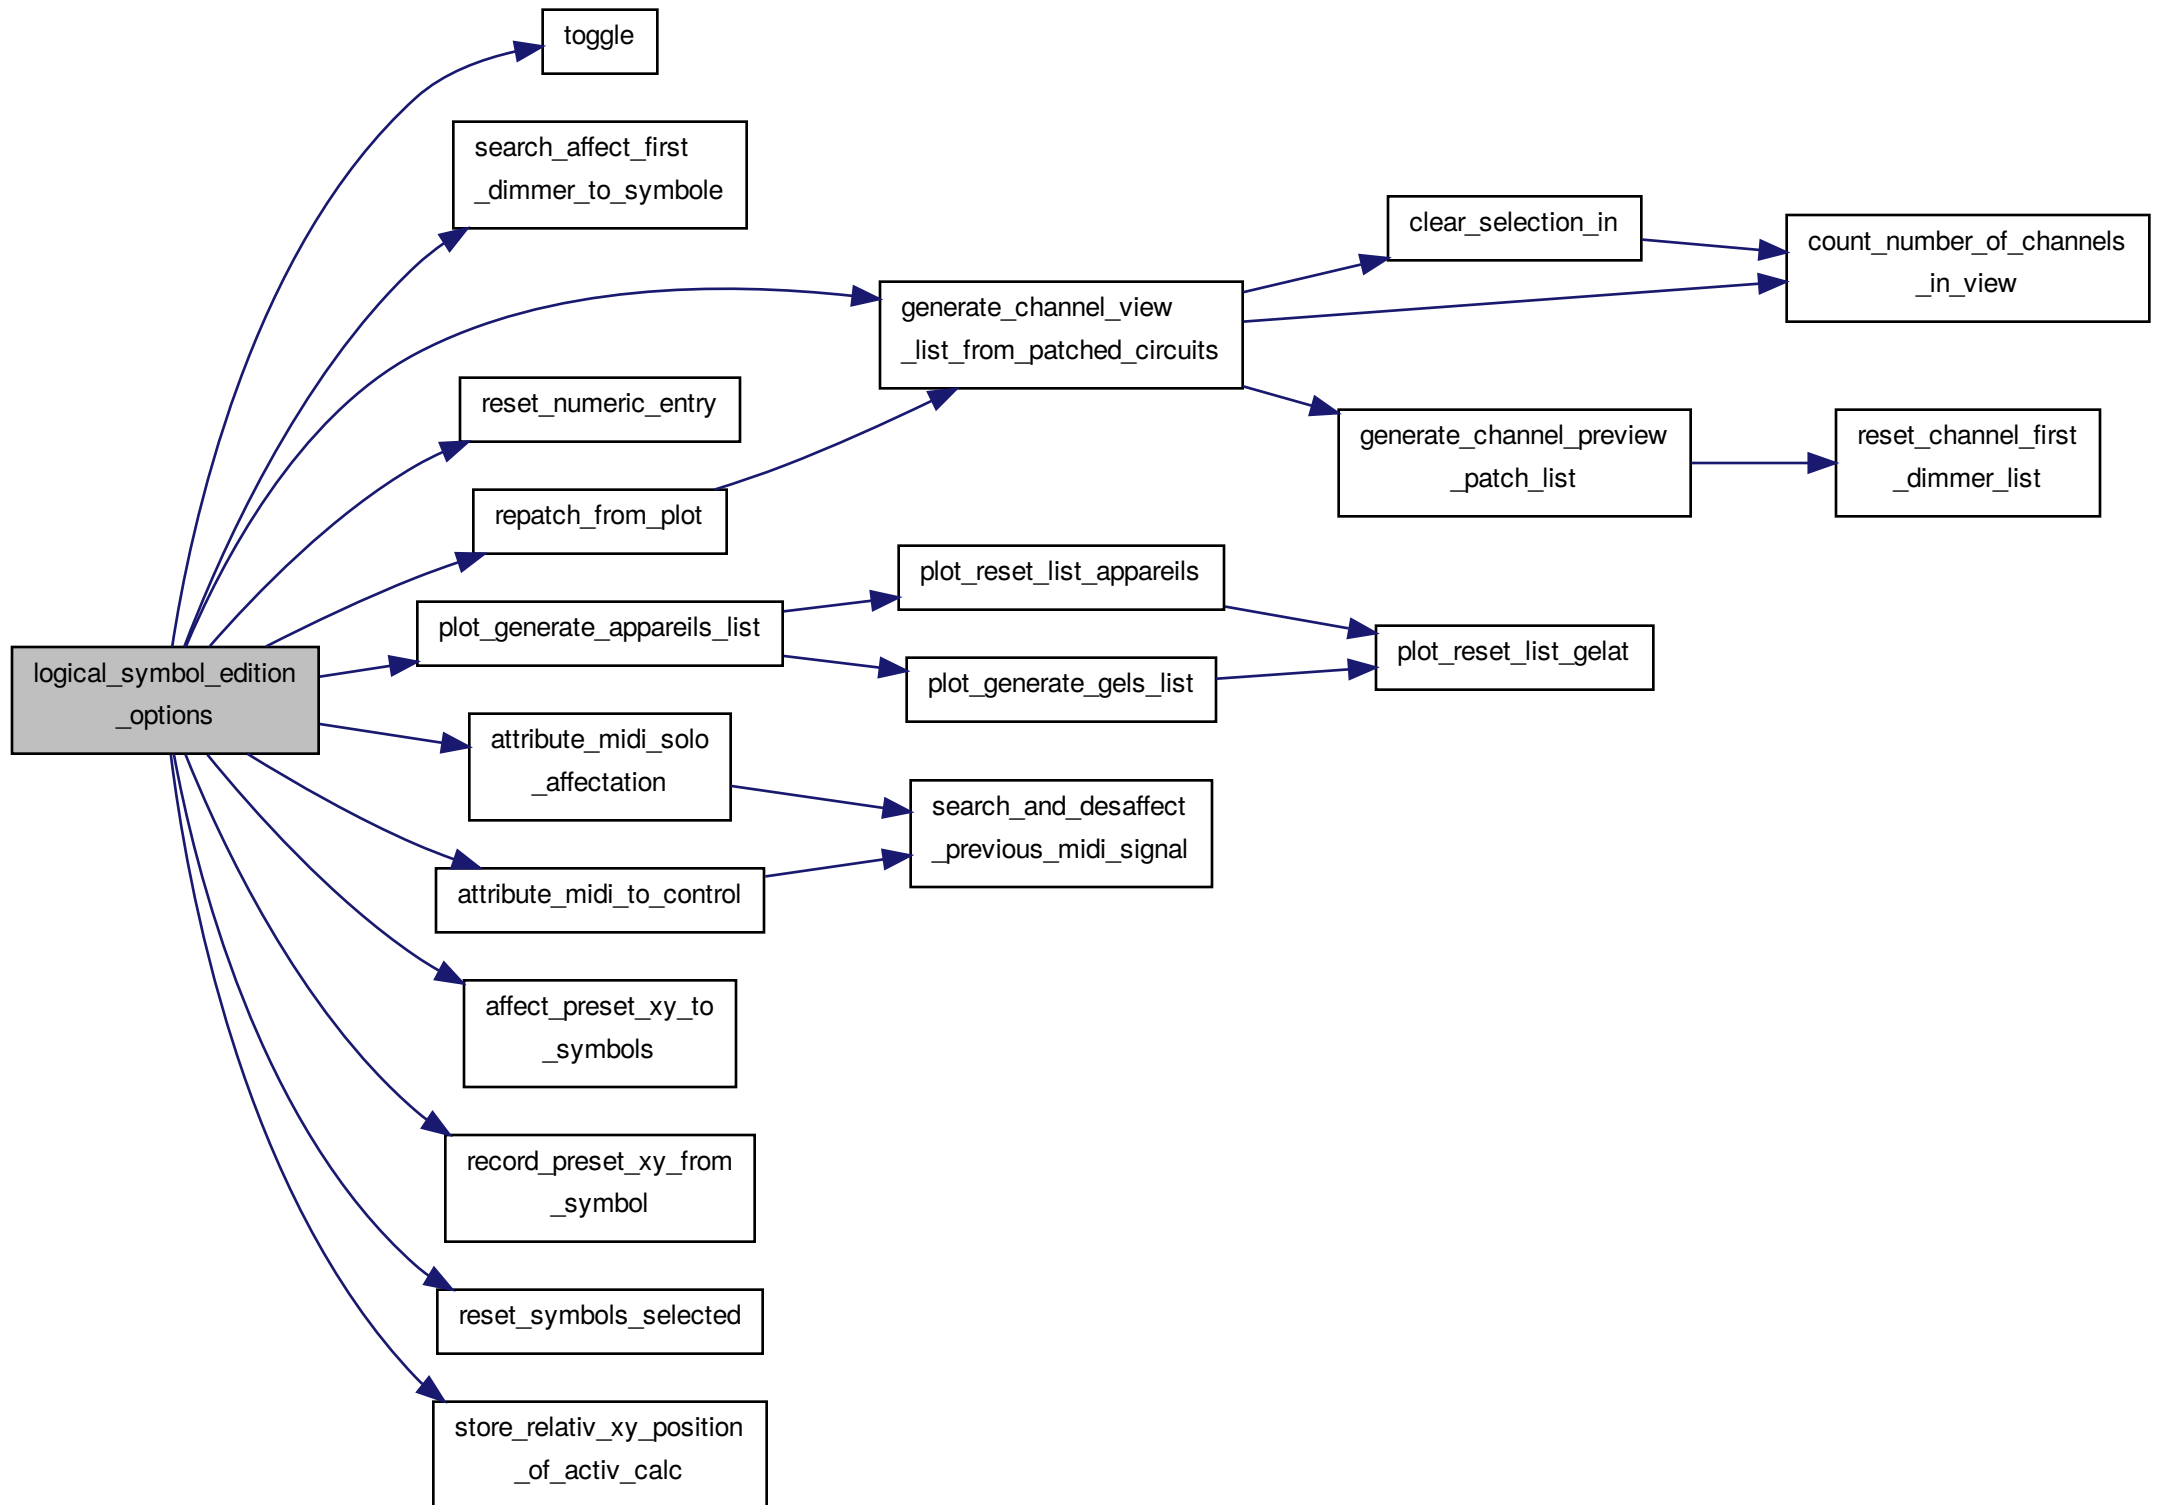 toggle
search_affect_first
_dimmer_to_symbole
clear_selection_in
count_number_of_channels
_in_view
generate_channel_view
_list_from_patched_circuits
reset_numeric_entry
generate_channel_preview
_patch_list
reset_channel_first
_dimmer_list
repatch_from_plot
plot_reset_list_appareils
plot_generate_appareils_list
plot_reset_list_gelat
logical_symbol_edition
_options
plot_generate_gels_list
attribute_midi_solo
_affectation
search_and_desaffect
_previous_midi_signal
attribute_midi_to_control
affect_preset_xy_to
_symbols
record_preset_xy_from
_symbol
reset_symbols_selected
store_relativ_xy_position
_of_activ_calc